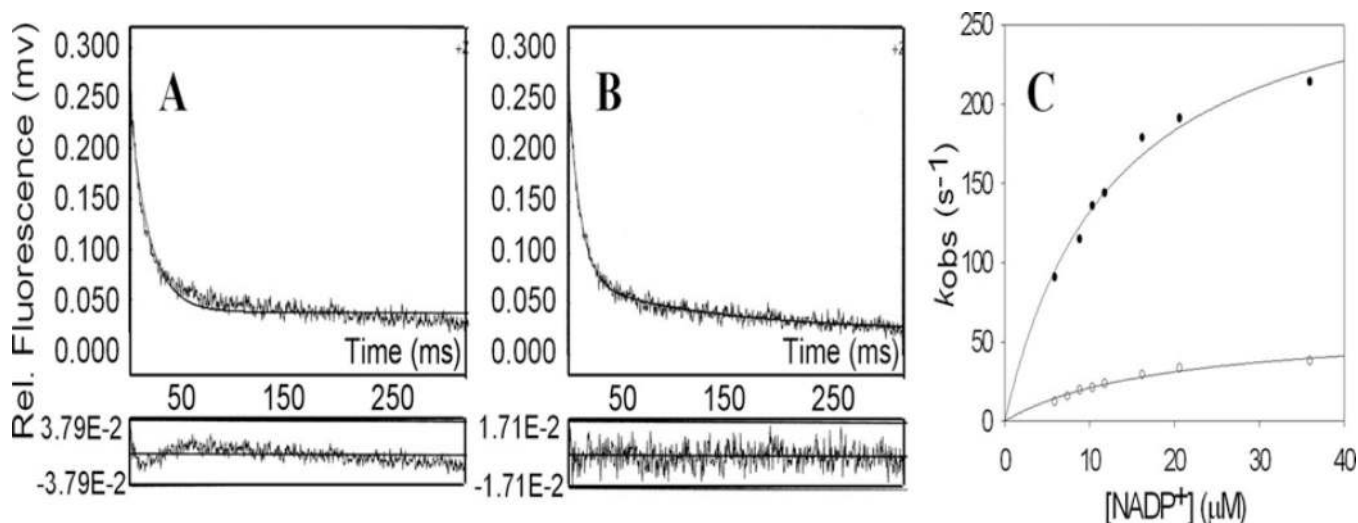 Rel. Fluorescence (mv)
0.300
0.250
0.200
0.150
0.100
0.050
0.000
A
Time (ms)
50
150
250
3.79E-2
-3.79E-2
0.300
0.250
0.200
0.150
0.100
0.050
0.000
B
Time (ms)
50
150
250
1.71E-2
-1.71E-2
kobs (s-1)
250
200
150
100
50
0
C
0
10
20
30
40
[NADP+] (μM)